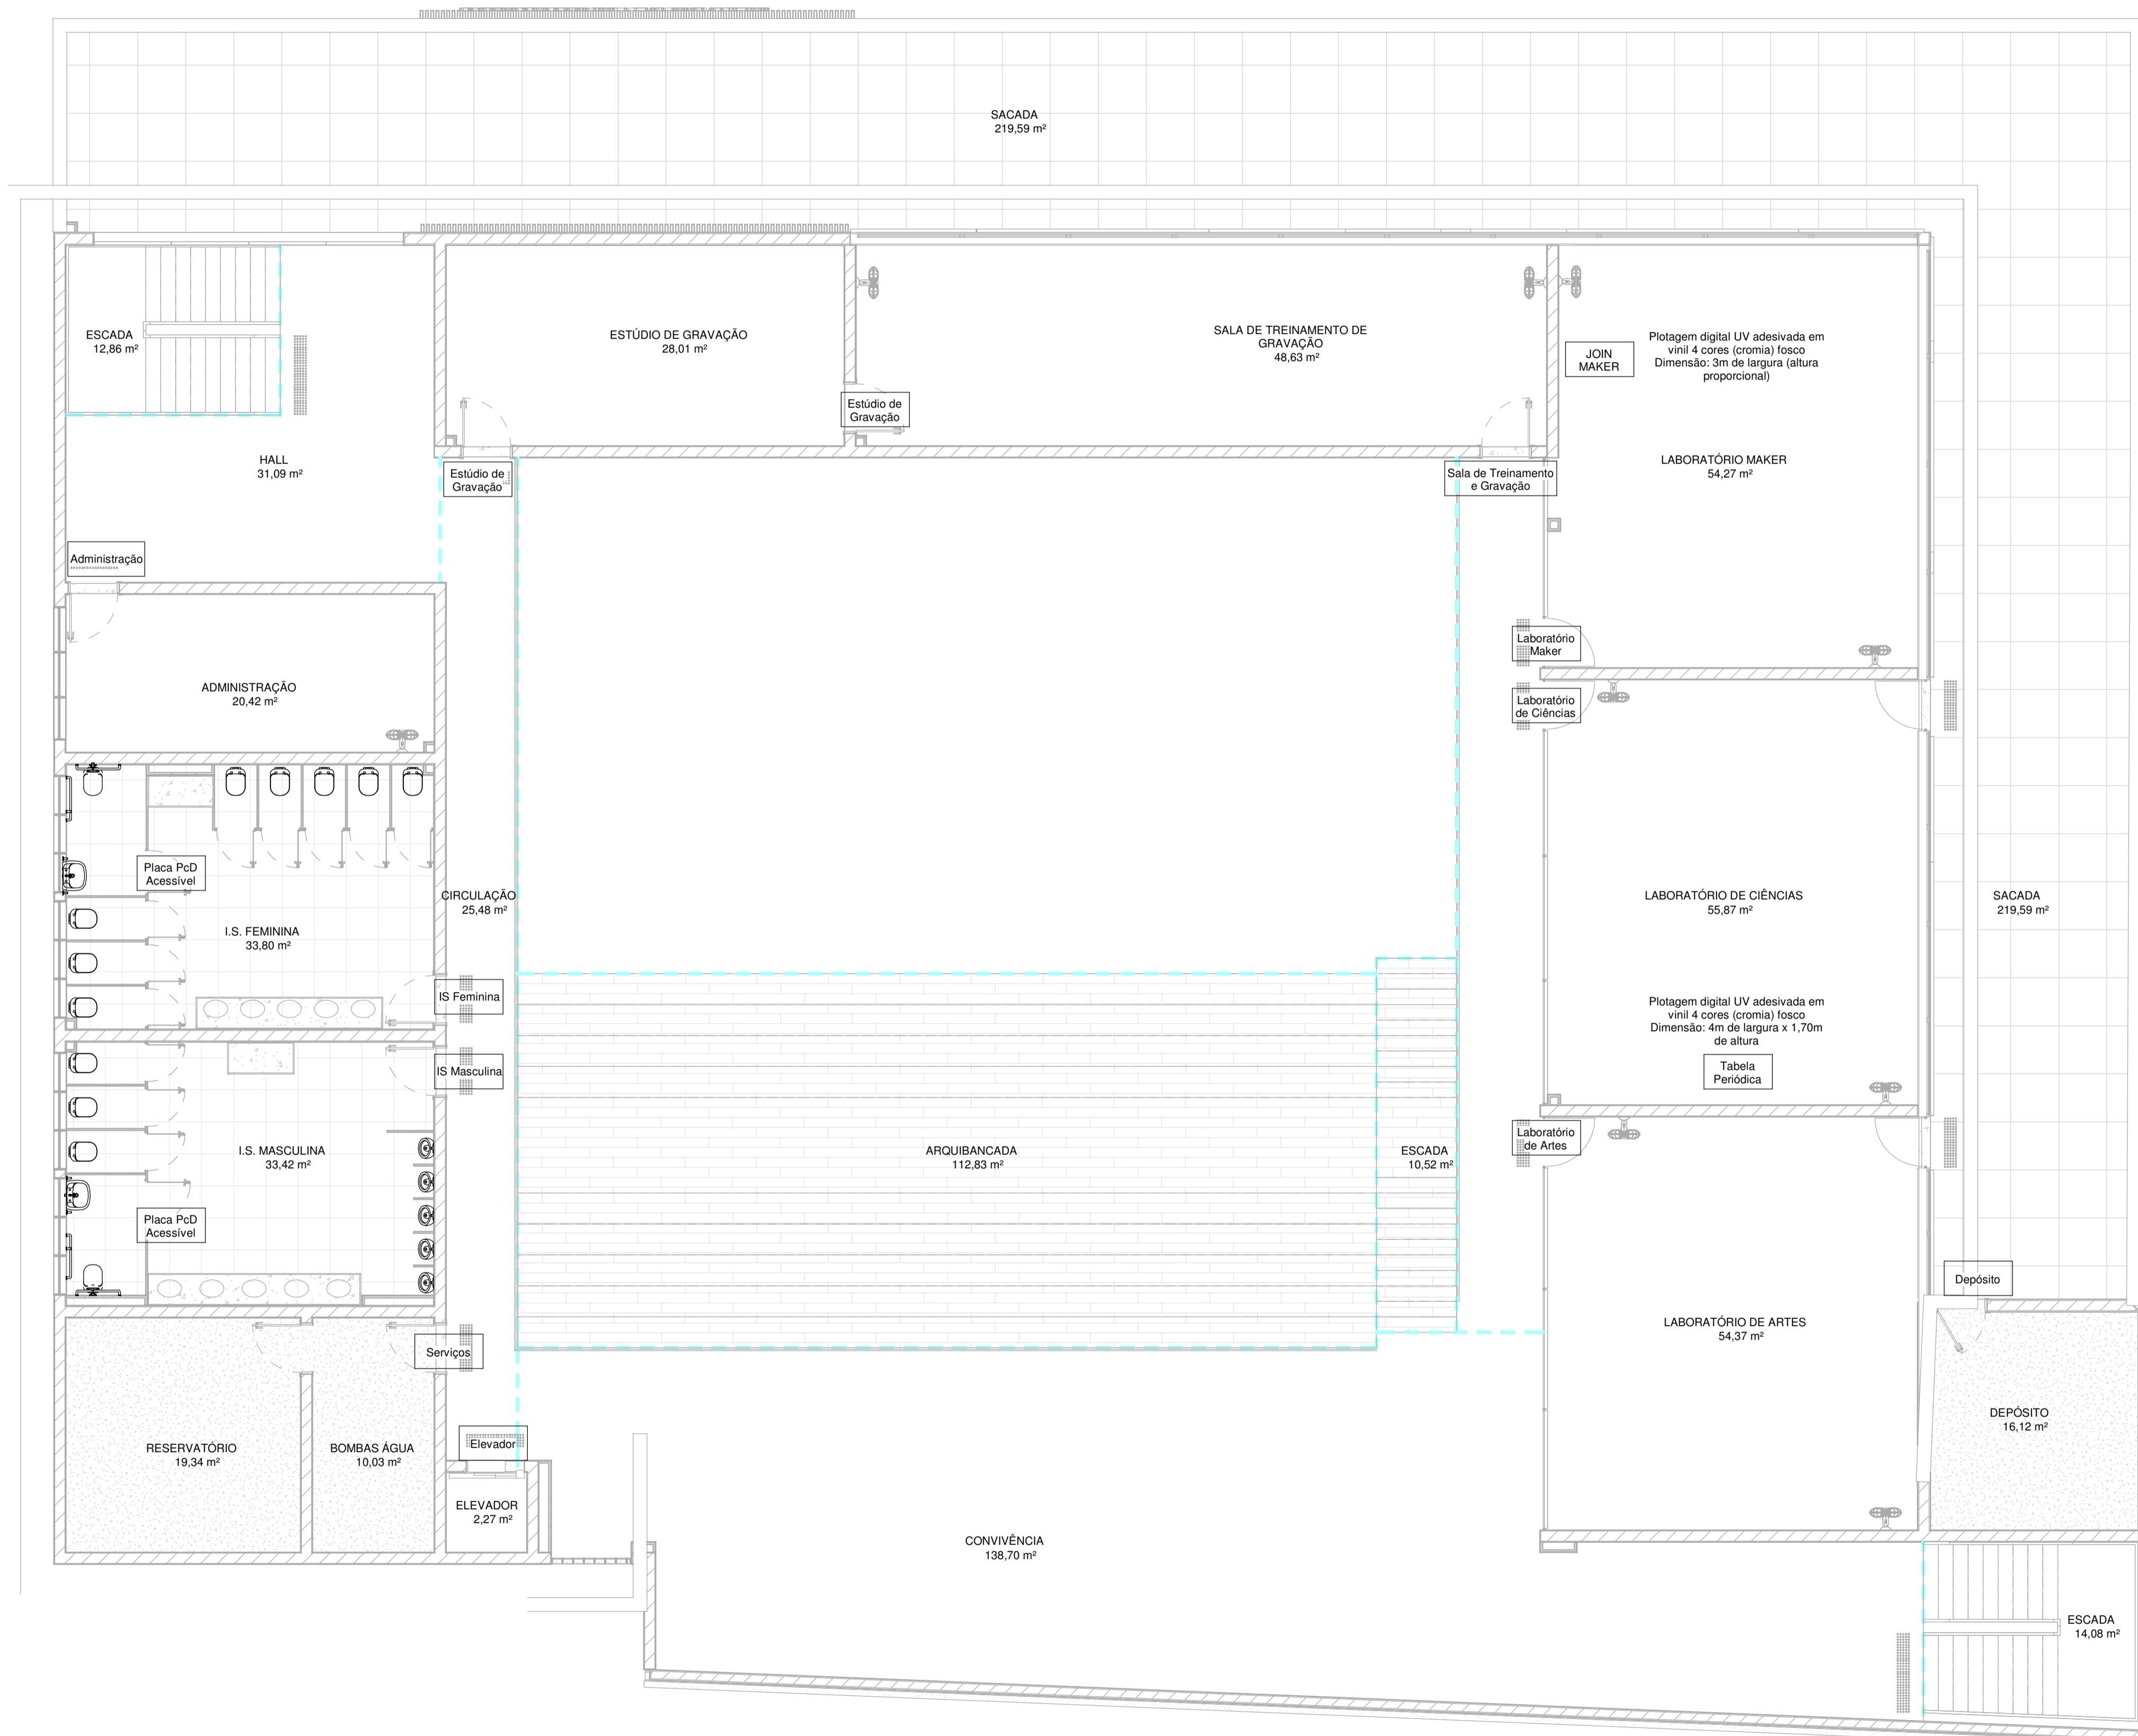 SACADA
219,59 m²
ESCADA
12,86 m²
ESTÚDIO DE GRAVAÇÃO
28,01 m²
SALA DE TREINAMENTO DE
GRAVAÇÃO
48,63 m²
JOIN
MAKER
Plotagem digital UV adesivada em
vinil 4 cores (cromia) fosco
Dimensão: 3m de largura (altura
proporcional)
Estúdio de
Gravação
HALL
31,09 m²
Estúdio de
Gravação
Sala de Treinamento
e Gravação
LABORATÓRIO MAKER
54,27 m²
Administração
Laboratório
Maker
ADMINISTRAÇÃO
20,42 m²
Laboratório
de Ciências
Placa PcD
Acessível
CIRCULAÇÃO
25,48 m²
LABORATÓRIO DE CIÊNCIAS
55,87 m²
SACADA
219,59 m²
I.S. FEMININA
33,80 m²
IS Feminina
Plotagem digital UV adesivada em
vinil 4 cores (cromia) fosco
Dimensão: 4m de largura x 1,70m
de altura
IS Masculina
Tabela
Periódica
I.S. MASCULINA
33,42 m²
ARQUIBANCADA
112,83 m²
ESCADA
10,52 m²
Laboratório
de Artes
Placa PcD
Acessível
Depósito
LABORATÓRIO DE ARTES
54,37 m²
Serviços
DEPÓSITO
16,12 m²
RESERVATÓRIO
19,34 m²
BOMBAS ÁGUA
10,03 m²
Elevador
ELEVADOR
2,27 m²
CONVIVÊNCIA
138,70 m²
ESCADA
14,08 m²